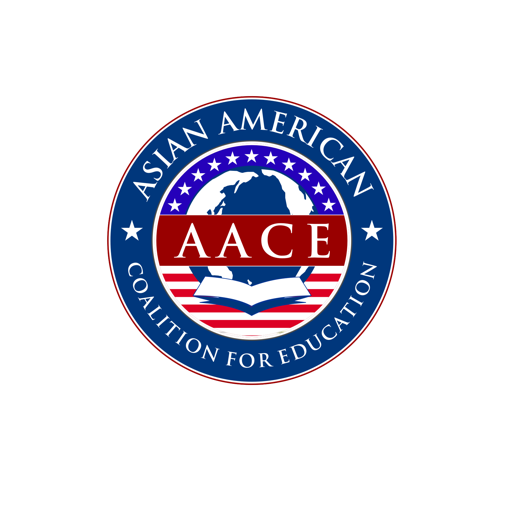 ASIAN AMERICAN
AACE
COALITION FOR EDUCATION